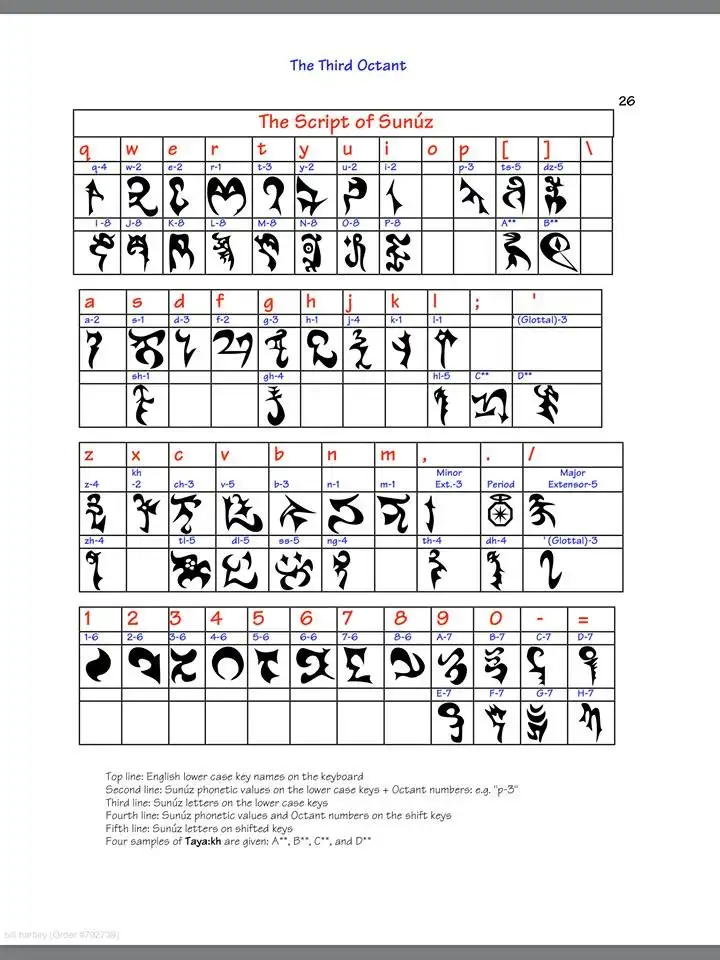 The Third Octant
26
The Script of Sunúz
q w e r t y u i o p [ ] \
q-4 w-2 e-2 r-1 t-3 y-2 u-2 i-2 p-3 ts-5 dz-5
I-8 J-8 K-8 L-8 M-8 N-8 O-8 P-8 A** B**
a s d f g h j k l ; '
a-2 s-1 d-3 f-2 g-3 h-1 j-4 k-1 l-1 ' (Glottal)-3
sh-1 gh-4 hl-5 C** D**
z x c v b n m , . /
z-4 kh -2 ch-3 v-5 b-3 n-1 m-1 Minor Ext.-3 Period Major Extensor-5
zh-4 tl-5 dl-5 ss-5 ng-4 th-4 dh-4 ' (Glottal)-3
1 2 3 4 5 6 7 8 9 0 - =
1-6 2-6 3-6 4-6 5-6 6-6 7-6 8-6 A-7 B-7 C-7 D-7
E-7 F-7 G-7 H-7
Top line: English lower case key names on the keyboard
Second line: Sunúz phonetic values on the lower case keys + Octant numbers: e.g. "p-3"
Third line: Sunúz letters on the lower case keys
Fourth line: Sunúz phonetic values and Octant numbers on the shift keys
Fifth line: Sunúz letters on shifted keys
Four samples of Taya:kh are given: A**, B**, C**, and D**
bill hartley (Order #792739)